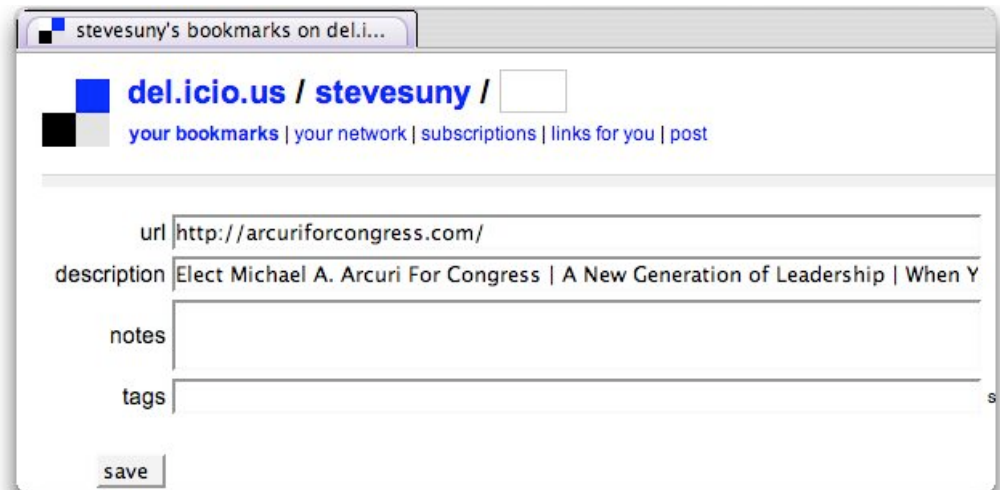 stevesuny's bookmarks on del.i...
del.icio.us / stevesuny /
your bookmarks | your network | subscriptions | links for you | post
url http://arcuriforcongress.com/
description Elect Michael A. Arcuri For Congress | A New Generation of Leadership | When Y
notes
tags s
save